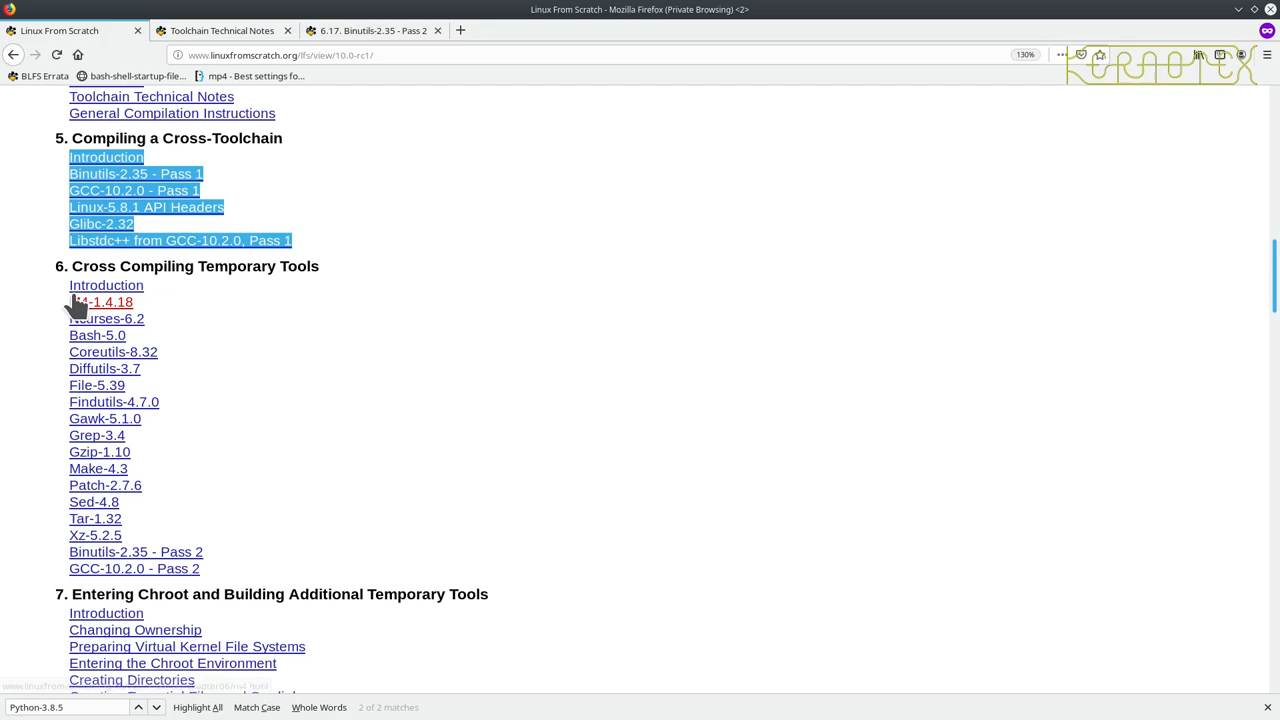 Linux From Scratch - Mozilla Firefox (Private Browsing) <2>
Linux From Scratch
Toolchain Technical Notes
6.17. Binutils-2.35 - Pass 2
www.linuxfromscratch.org/lfs/view/10.0-rc1/
130%
KERAOTEX
BLFS Errata
bash-shell-startup-file...
mp4 - Best settings fo...
Toolchain Technical Notes
General Compilation Instructions
5. Compiling a Cross-Toolchain
Introduction
Binutils-2.35 - Pass 1
GCC-10.2.0 - Pass 1
Linux-5.8.1 API Headers
Glibc-2.32
Libstdc++ from GCC-10.2.0, Pass 1
6. Cross Compiling Temporary Tools
Introduction
M4-1.4.18
Ncurses-6.2
Bash-5.0
Coreutils-8.32
Diffutils-3.7
File-5.39
Findutils-4.7.0
Gawk-5.1.0
Grep-3.4
Gzip-1.10
Make-4.3
Patch-2.7.6
Sed-4.8
Tar-1.32
Xz-5.2.5
Binutils-2.35 - Pass 2
GCC-10.2.0 - Pass 2
7. Entering Chroot and Building Additional Temporary Tools
Introduction
Changing Ownership
Preparing Virtual Kernel File Systems
Entering the Chroot Environment
Creating Directories
Python-3.8.5
Highlight All
Match Case
Whole Words
2 of 2 matches